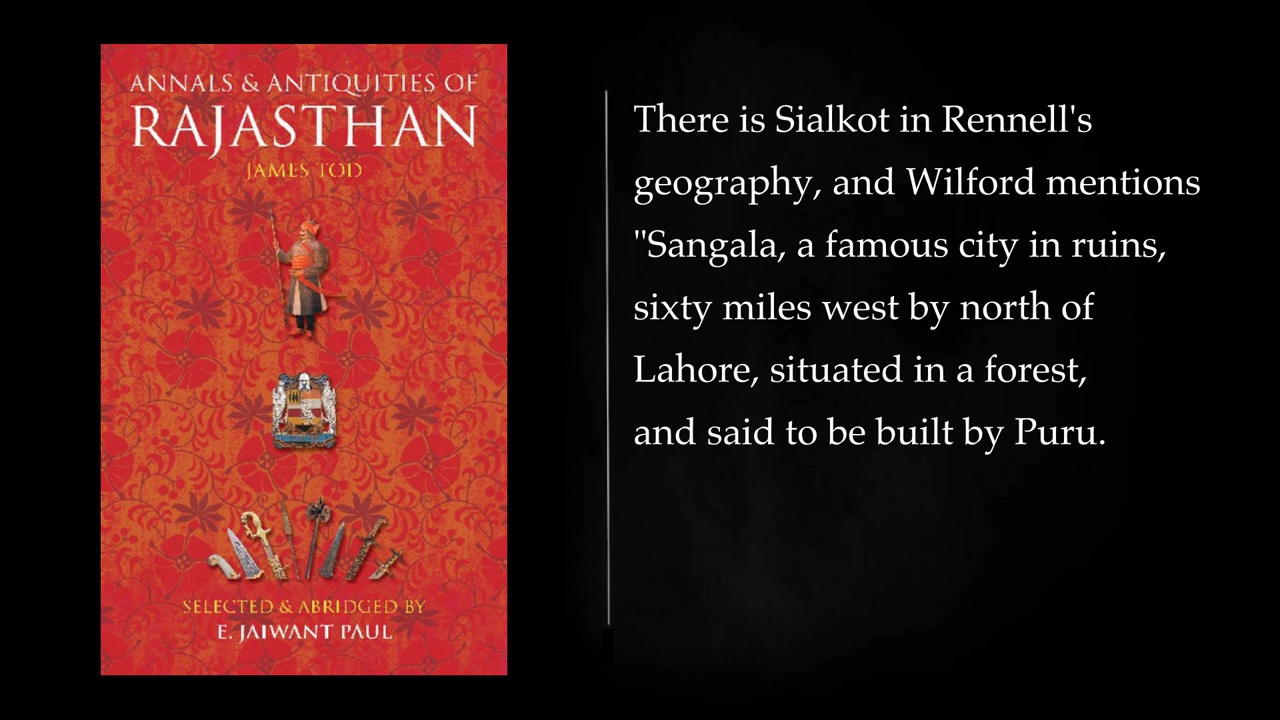 ANNALS & ANTIQUITIES OF
RAJASTHAN
JAMES TOD
SELECTED & ABRIDGED BY
E. JAIWANT PAUL
There is Sialkot in Rennell's
geography, and Wilford mentions
"Sangala, a famous city in ruins,
sixty miles west by north of
Lahore, situated in a forest,
and said to be built by Puru.